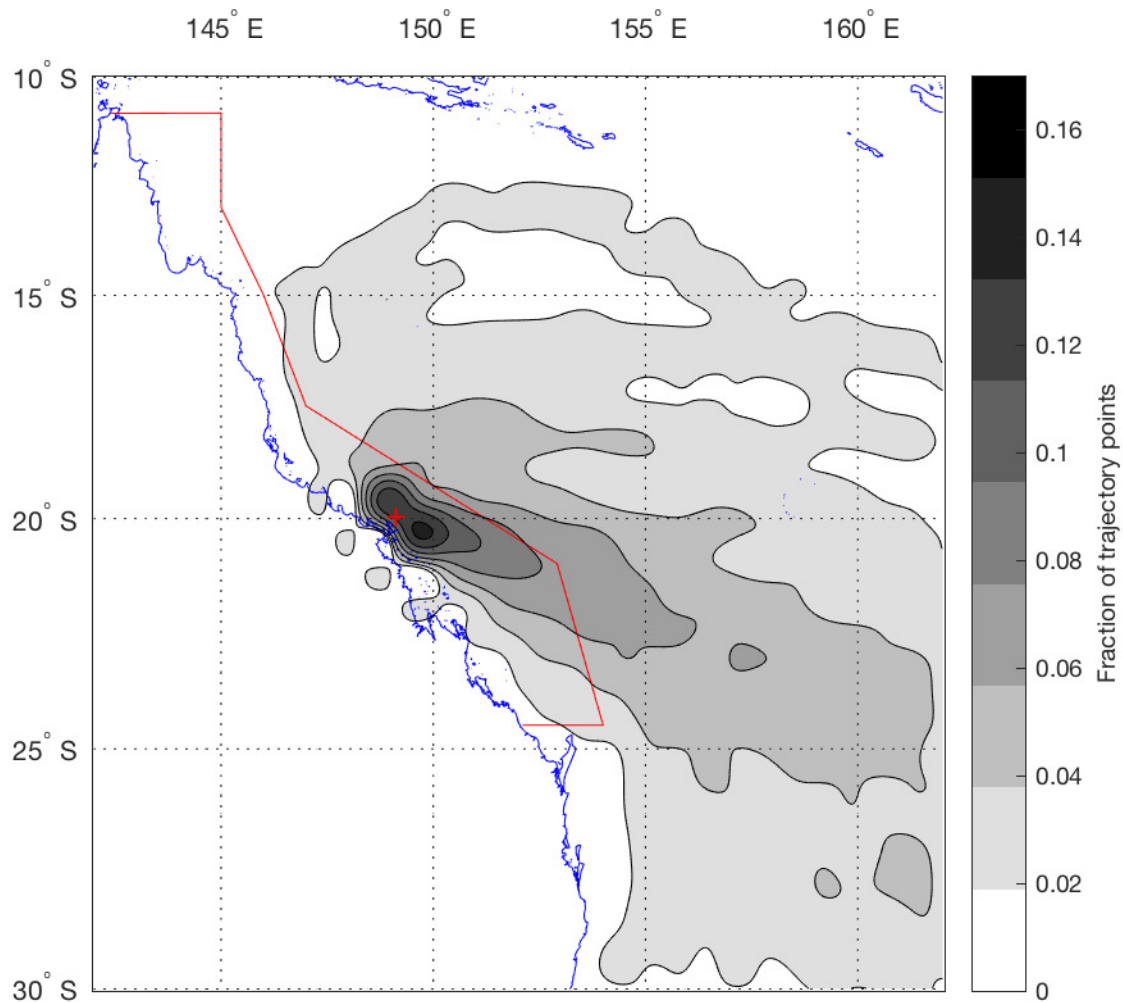 145° E 150° E 155° E 160° E
10° S
15° S
20° S
25° S
30° S
0.16
0.14
0.12
0.1
0.08
0.06
0.04
0.02
0
Fraction of trajectory points